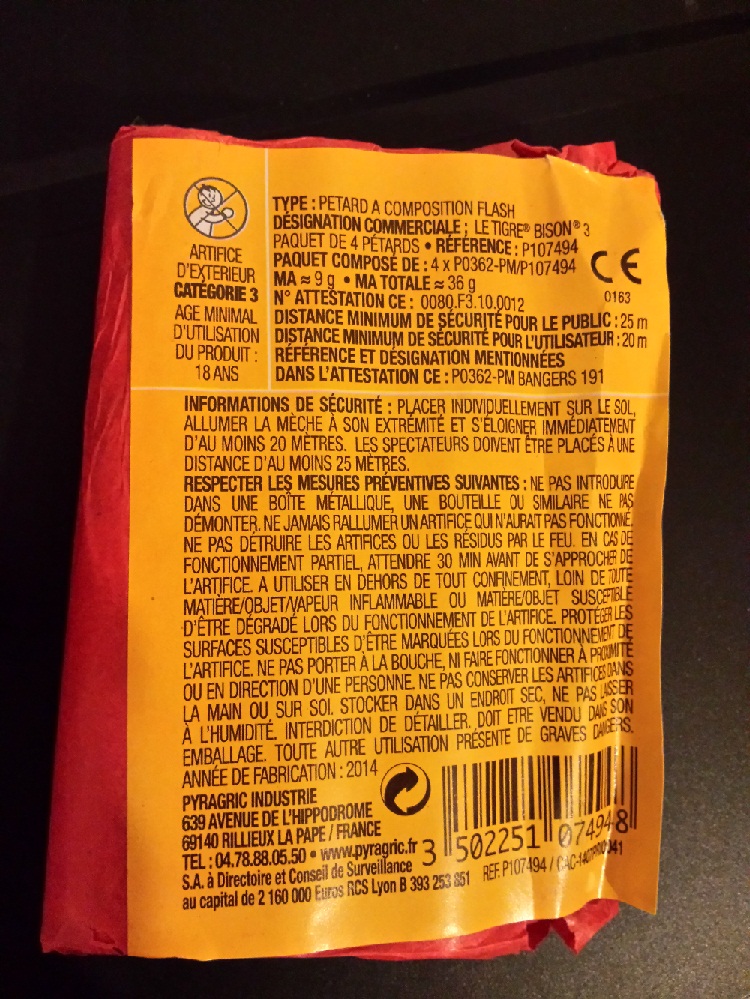 TYPE : PETARD A COMPOSITION FLASH
DÉSIGNATION COMMERCIALE ; LE TIGRE® BISON® 3
PAQUET DE 4 PÉTARDS • RÉFÉRENCE : P107494
PAQUET COMPOSÉ DE : 4 x P0362-PM/P107494
MA ≈ 9 g • MA TOTALE ≈ 36 g
N° ATTESTATION CE : 0080.F3.10.0012
DISTANCE MINIMUM DE SÉCURITÉ POUR LE PUBLIC : 25 m
DISTANCE MINIMUM DE SÉCURITÉ POUR L'UTILISATEUR : 20 m
RÉFÉRENCE ET DÉSIGNATION MENTIONNÉES
DANS L'ATTESTATION CE : P0362-PM BANGERS 191
CE
0163
ARTIFICE
D'EXTERIEUR
CATÉGORIE 3
AGE MINIMAL
D'UTILISATION
DU PRODUIT :
18 ANS
INFORMATIONS DE SÉCURITÉ : PLACER INDIVIDUELLEMENT SUR LE SOL,
ALLUMER LA MÈCHE À SON EXTRÉMITÉ ET S'ÉLOIGNER IMMÉDIATEMENT
D'AU MOINS 20 MÈTRES. LES SPECTATEURS DOIVENT ÊTRE PLACÉS À UNE
DISTANCE D'AU MOINS 25 MÈTRES.
RESPECTER LES MESURES PRÉVENTIVES SUIVANTES : NE PAS INTRODUIRE
DANS UNE BOÎTE MÉTALLIQUE, UNE BOUTEILLE OU SIMILAIRE NE PAS
DÉMONTER. NE JAMAIS RALLUMER UN ARTIFICE QUI N'AURAIT PAS FONCTIONNÉ.
NE PAS DÉTRUIRE LES ARTIFICES OU LES RÉSIDUS PAR LE FEU. EN CAS DE
FONCTIONNEMENT PARTIEL, ATTENDRE 30 MIN AVANT DE S'APPROCHER DE
L'ARTIFICE. A UTILISER EN DEHORS DE TOUT CONFINEMENT, LOIN DE TOUTE
MATIÈRE/OBJET/VAPEUR INFLAMMABLE OU MATIÈRE/OBJET SUSCEPTIBLE
D'ÊTRE DÉGRADÉ LORS DU FONCTIONNEMENT DE L'ARTIFICE. PROTÉGER LES
SURFACES SUSCEPTIBLES D'ÊTRE MARQUÉES LORS DU FONCTIONNEMENT DE
L'ARTIFICE. NE PAS PORTER À LA BOUCHE, NI FAIRE FONCTIONNER À PROXIMITÉ
OU EN DIRECTION D'UNE PERSONNE. NE PAS CONSERVER LES ARTIFICES DANS
LA MAIN OU SUR SOI. STOCKER DANS UN ENDROIT SEC, NE PAS LAISSER
À L'HUMIDITÉ. INTERDICTION DE DÉTAILLER. DOIT ETRE VENDU DANS SON
EMBALLAGE. TOUTE AUTRE UTILISATION PRÉSENTE DE GRAVES DANGERS.
ANNÉE DE FABRICATION : 2014
PYRAGRIC INDUSTRIE
639 AVENUE DE L'HIPPODROME
69140 RILLIEUX LA PAPE / FRANCE
TEL : 04.78.88.05.50 • www.pyragric.fr
S.A. à Directoire et Conseil de Surveillance
au capital de 2 160 000 Euros RCS Lyon B 393 253 851
3 502251 074948
REF. P107494 /